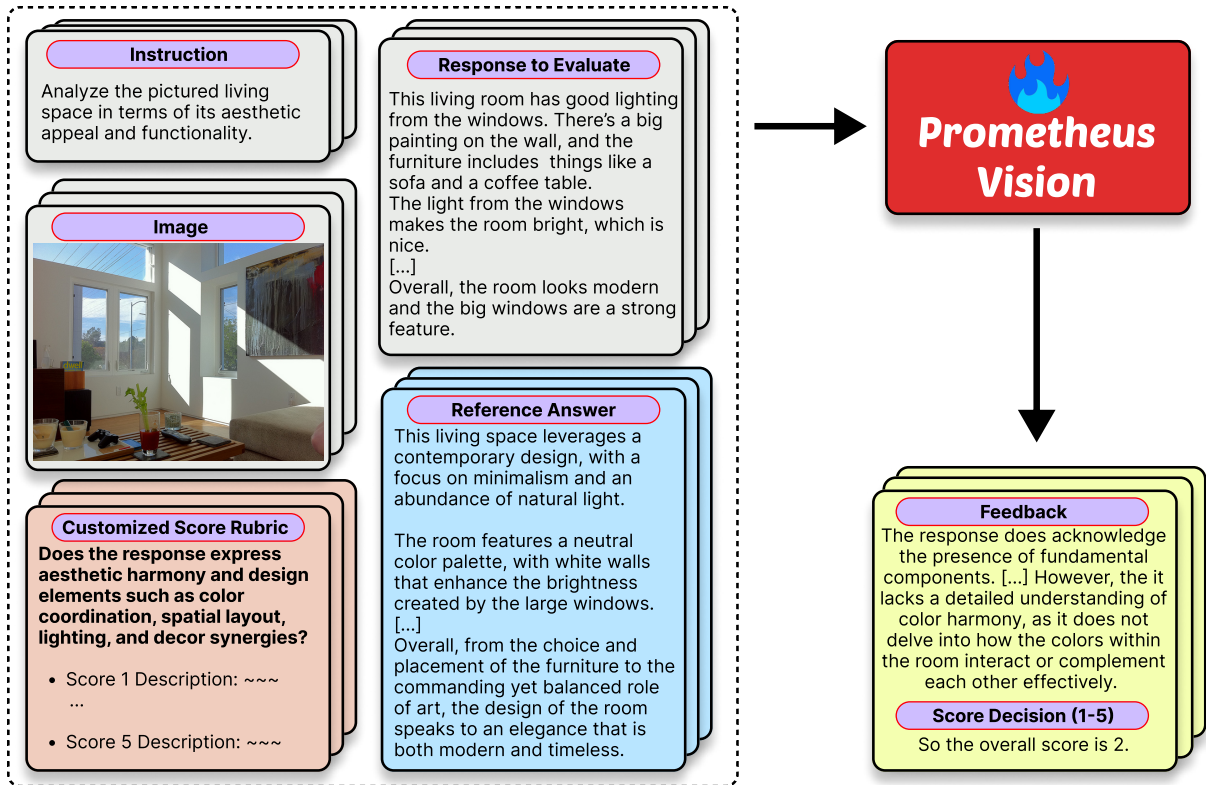 Instruction
Analyze the pictured living
space in terms of its aesthetic
appeal and functionality.
Image
Customized Score Rubric
Does the response express
aesthetic harmony and design
elements such as color
coordination, spatial layout,
lighting, and decor synergies?
• Score 1 Description: ~~~
...
• Score 5 Description: ~~~
Response to Evaluate
This living room has good lighting
from the windows. There’s a big
painting on the wall, and the
furniture includes things like a
sofa and a coffee table.
The light from the windows
makes the room bright, which is
nice.
[...]
Overall, the room looks modern
and the big windows are a strong
feature.
Reference Answer
This living space leverages a
contemporary design, with a
focus on minimalism and an
abundance of natural light.
The room features a neutral
color palette, with white walls
that enhance the brightness
created by the large windows.
[...]
Overall, from the choice and
placement of the furniture to the
commanding yet balanced role
of art, the design of the room
speaks to an elegance that is
both modern and timeless.
Prometheus
Vision
Feedback
The response does acknowledge
the presence of fundamental
components. [...] However, the it
lacks a detailed understanding of
color harmony, as it does not
delve into how the colors within
the room interact or complement
each other effectively.
Score Decision (1-5)
So the overall score is 2.